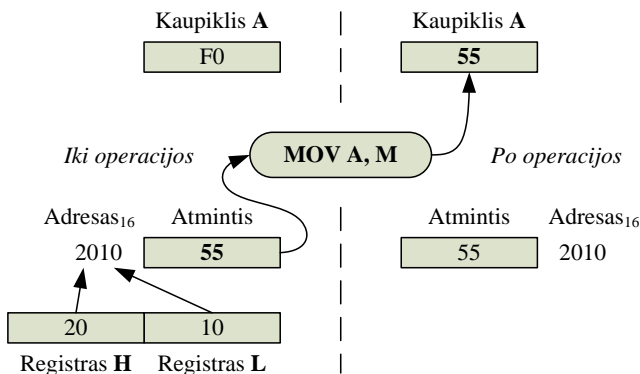 Kaupiklis A Kaupiklis A
F0 55
Iki operacijos MOV A, M Po operacijos
Adresas16 Atmintis Atmintis Adresas16
2010 55 55 2010
20 10
Registras H Registras L